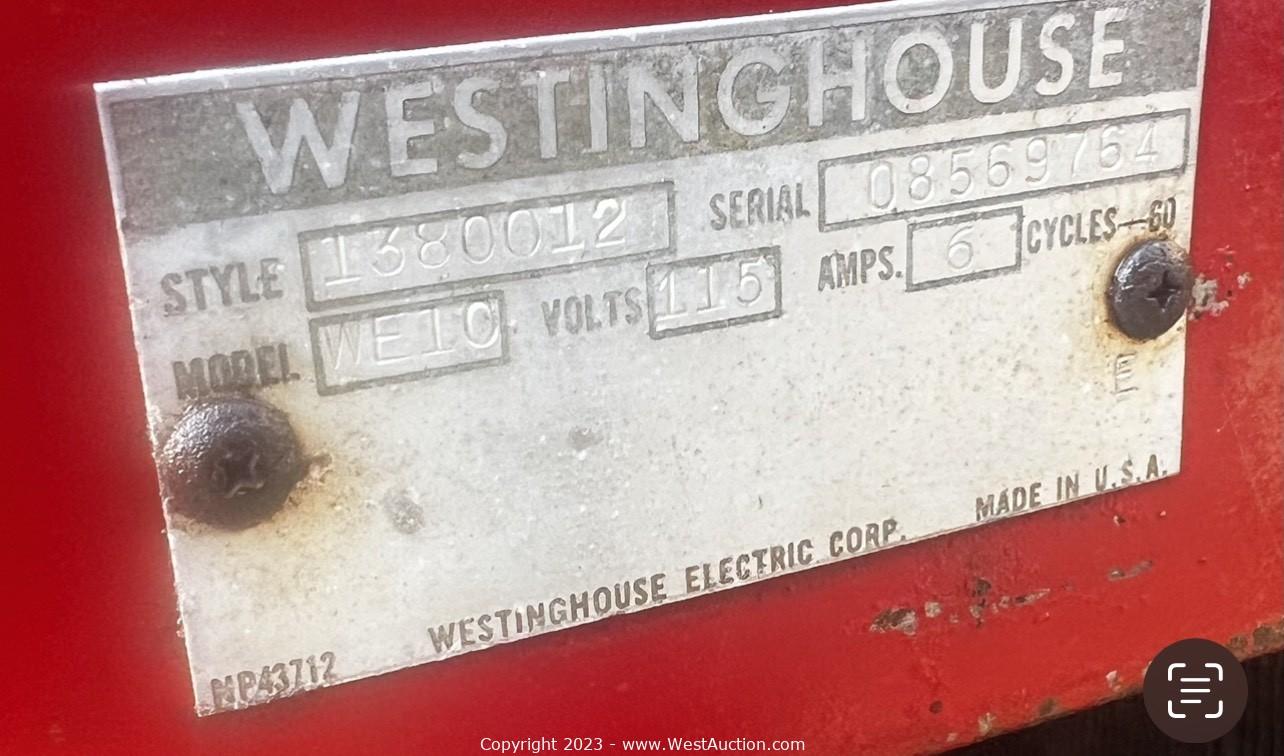 WESTINGHOUSE
STYLE 1380012 SERIAL 08569764
MODEL WE10 VOLTS 115 AMPS. 6 CYCLES-60
E
WESTINGHOUSE ELECTRIC CORP. MADE IN U.S.A.
NP43712
Copyright 2023 - www.WestAuction.com